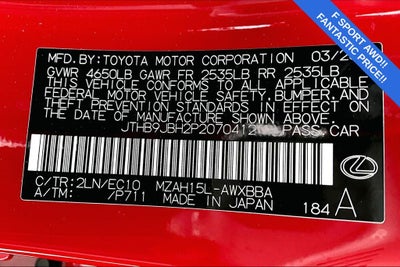 F SPORT AWD!!
FANTASTIC PRICE!!
MFD.BY:TOYOTA MOTOR CORPORATION 03/2
GVWR 4650LB GAWR FR 2535LB RR 2535LB
THIS VEHICLE CONFORMS TO ALL APPLICA
FEDERAL MOTOR VEHICLE SAFETY, BUMPER, AND
THEFT PREVENTION STANDARDS IN EFFECT
THE DATE OF MANUFACTURE SHOWN ABOVE.
PASS.CAR
C/TR:2LN/EC10 MZAH15L-AWXBBA
A/TM: /P711 MADE IN JAPAN
184 A